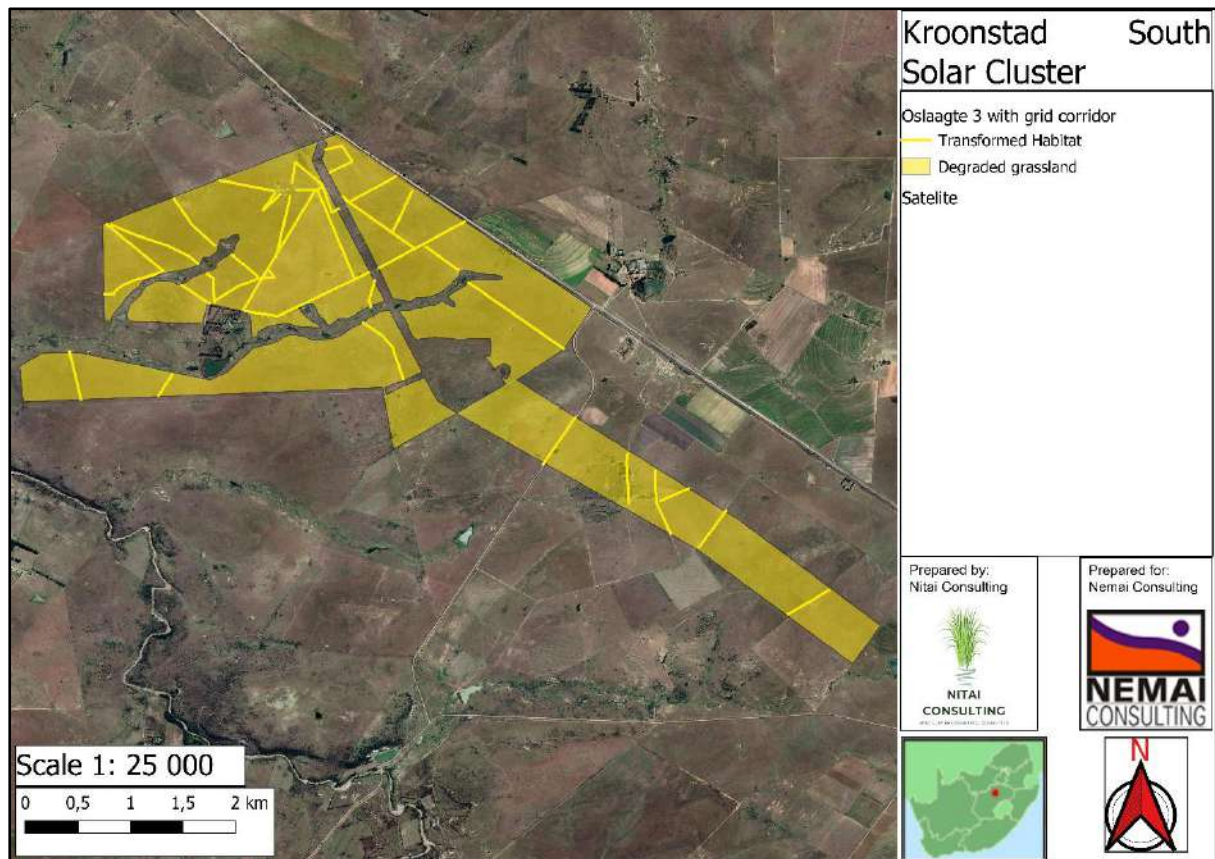 Kroonstad South
Solar Cluster
Oslaagte 3 with grid corridor
Transformed Habitat
Degraded grassland
Satelite
Prepared by:
Nitai Consulting
NITAI
CONSULTING
Prepared for:
Nemai Consulting
NEMAI
CONSULTING
N
Scale 1: 25 000
0 0,5 1 1,5 2 km